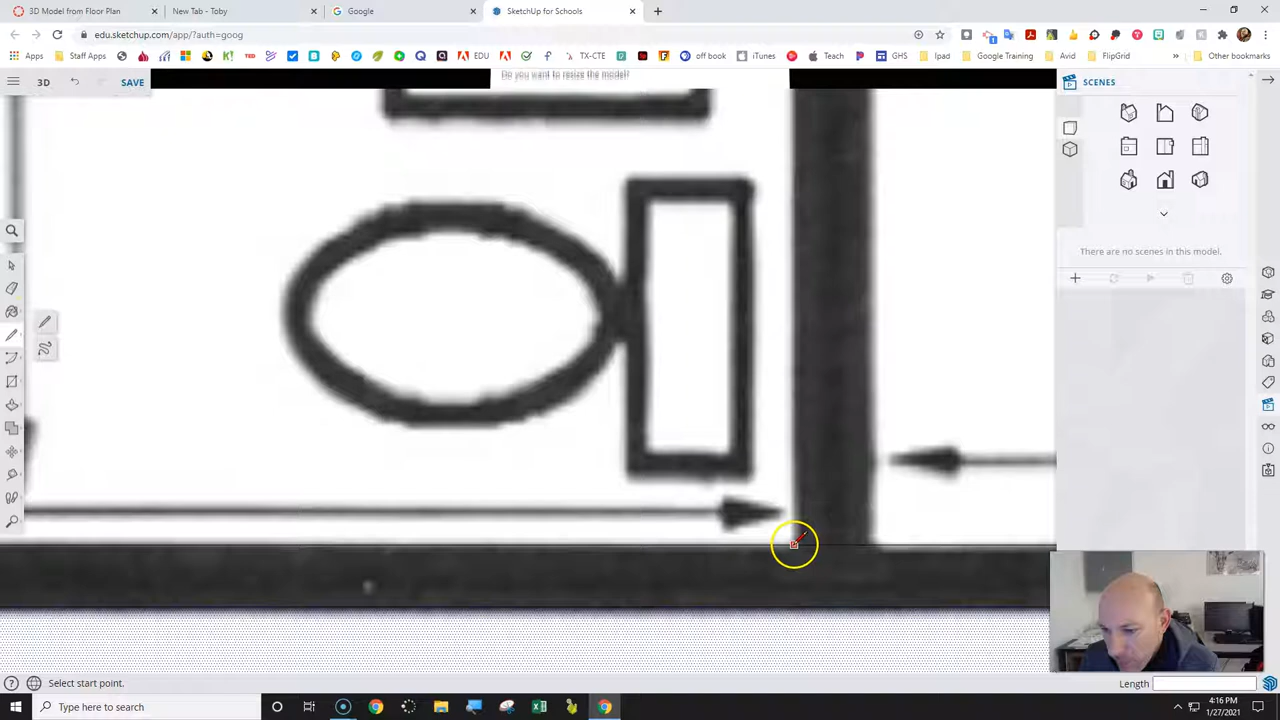 3D Model from Floor Plan
New Tab - Toby
Google
SketchUp for Schools
edu.sketchup.com/app/?auth=goog
Apps
Staff Apps
EDU
TX-CTE
off book
iTunes
Teach
GHS
Ipad
Google Training
Avid
FlipGrid
Other bookmarks
3D
SAVE
Do you want to resize the model?
SCENES
There are no scenes in this model.
Select start point.
Length
Type here to search
4:16 PM
1/27/2021